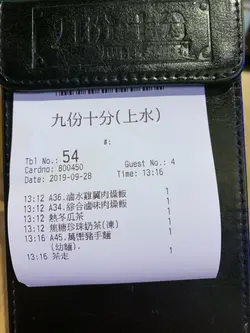 九份十分(上水)
#:
Tbl No.: 54
Cardno: 800450 Guest No.: 4
Date: 2019-09-28 Time: 13:16
13:12 A36.鹵水雞翼肉燥飯 1
13:12 A34.綜合鹵味肉燥飯 1
13:12 熱冬瓜茶 1
13:12 焦糖珍珠奶茶(凍) 1
13:16 A45.萬巒豬手麵 1
(幼麵).
13:16 茶走 1